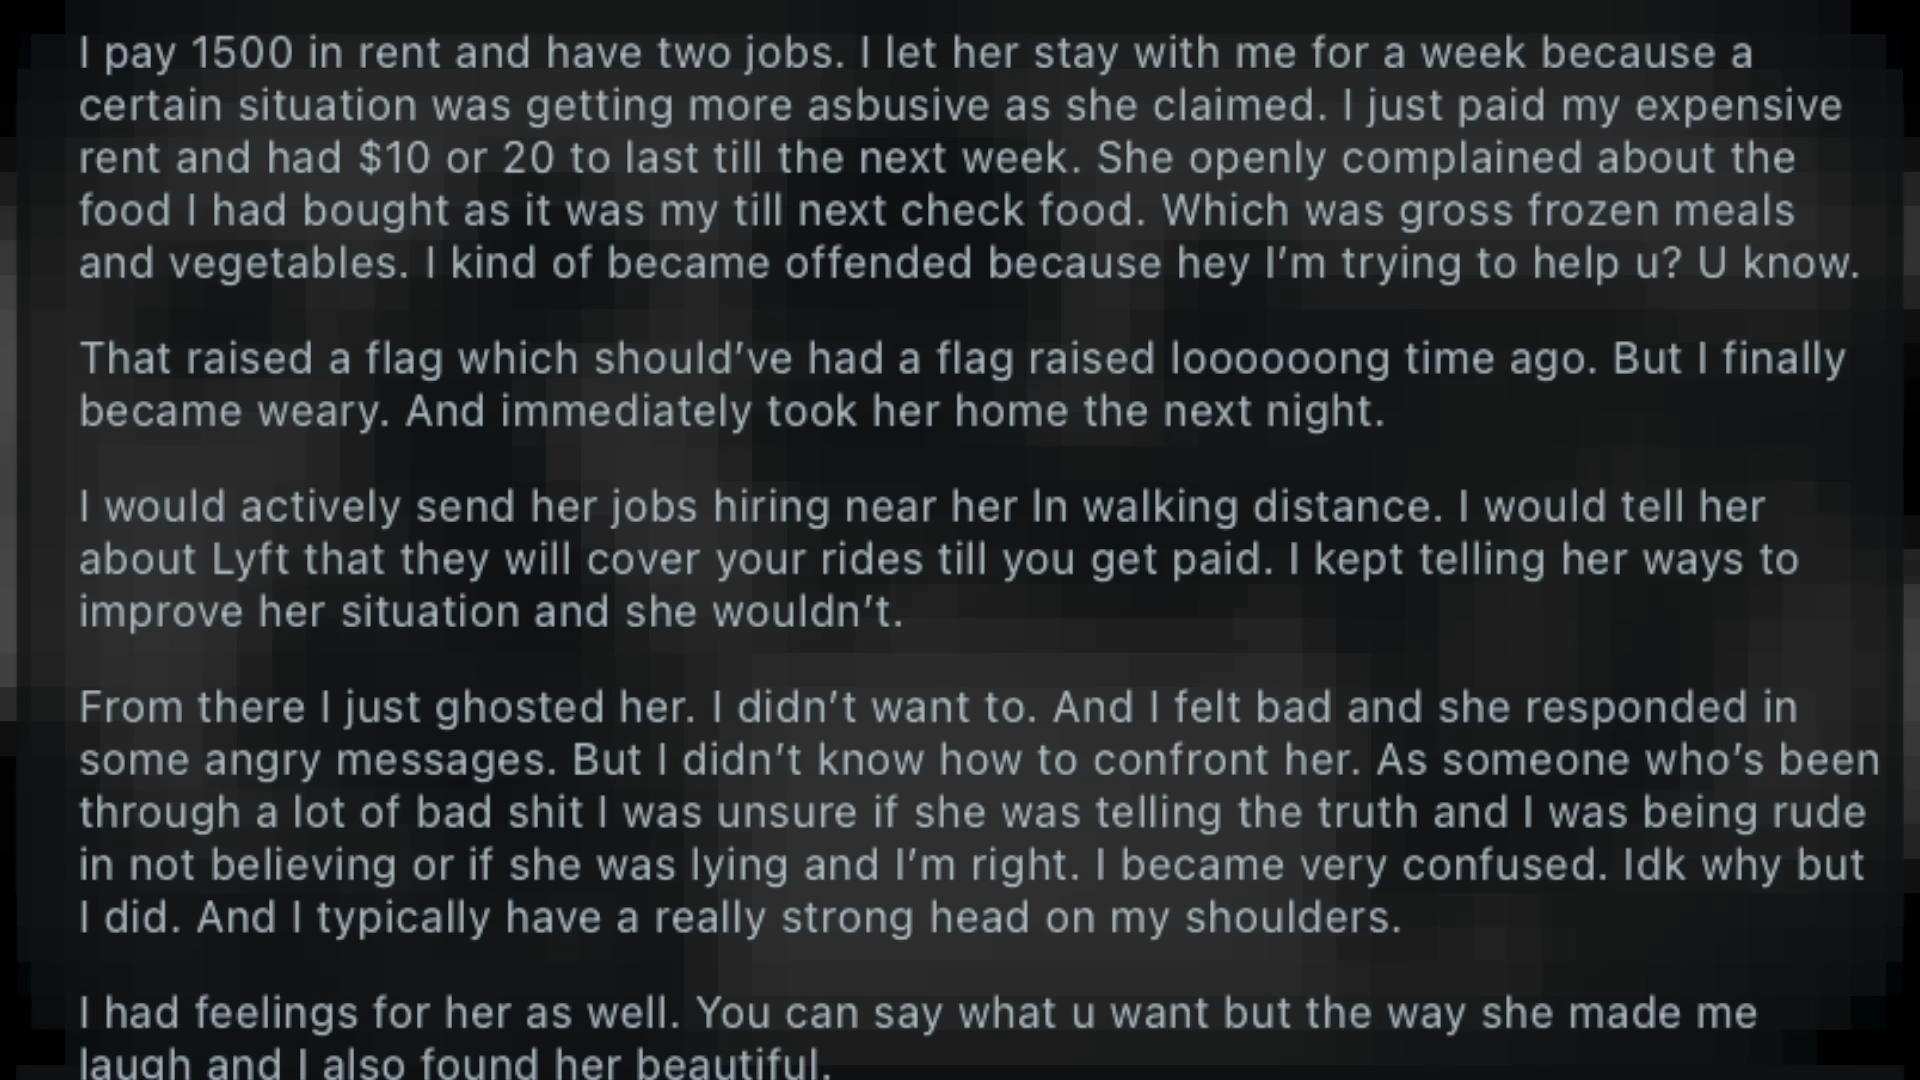 I pay 1500 in rent and have two jobs. I let her stay with me for a week because a
certain situation was getting more asbusive as she claimed. I just paid my expensive
rent and had $10 or 20 to last till the next week. She openly complained about the
food I had bought as it was my till next check food. Which was gross frozen meals
and vegetables. I kind of became offended because hey I’m trying to help u? U know.
That raised a flag which should’ve had a flag raised looooooong time ago. But I finally
became weary. And immediately took her home the next night.
I would actively send her jobs hiring near her In walking distance. I would tell her
about Lyft that they will cover your rides till you get paid. I kept telling her ways to
improve her situation and she wouldn’t.
From there I just ghosted her. I didn’t want to. And I felt bad and she responded in
some angry messages. But I didn’t know how to confront her. As someone who’s been
through a lot of bad shit I was unsure if she was telling the truth and I was being rude
in not believing or if she was lying and I’m right. I became very confused. Idk why but
I did. And I typically have a really strong head on my shoulders.
I had feelings for her as well. You can say what u want but the way she made me
laugh and I also found her beautiful.